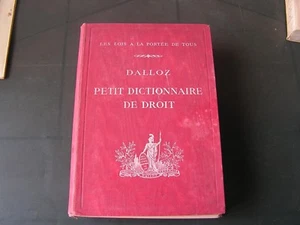 LES LOIS A LA PORTÉE DE TOUS
DALLOZ
PETIT DICTIONNAIRE
DE DROIT